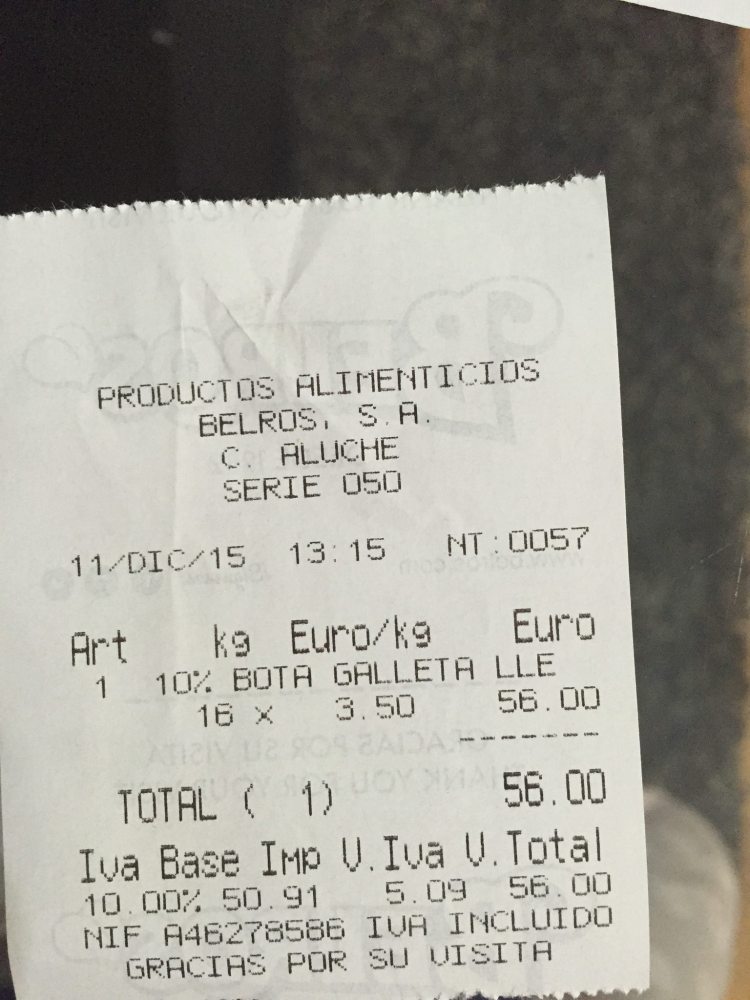 PRODUCTOS ALIMENTICIOS
BELROS, S.A.
C. ALUCHE
SERIE 050
11/DIC/15 13:15 NT:0057
Art kg Euro/kg Euro
1 10% BOTA GALLETA LLE
16 x 3.50 56.00
-------
TOTAL ( 1) 56.00
Iva Base Imp V.Iva V.Total
10.00% 50.91 5.09 56.00
NIF A46278586 IVA INCLUIDO
GRACIAS POR SU VISITA